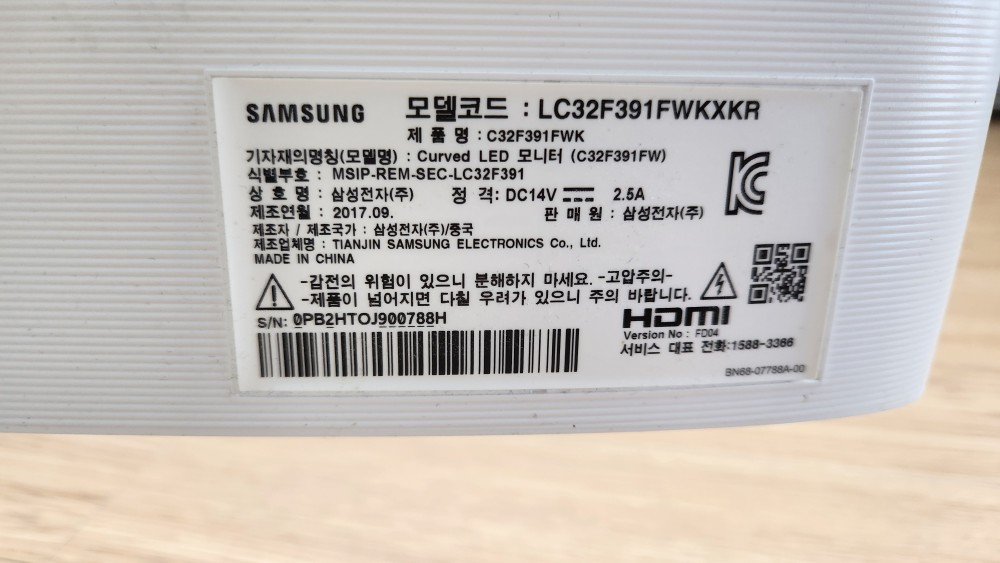 SAMSUNG 모델코드 : LC32F391FWKXKR
제 품 명 : C32F391FWK
기자재의명칭(모델명) : Curved LED 모니터 (C32F391FW)
식별부호 : MSIP-REM-SEC-LC32F391
상 호 명 : 삼성전자(주) 정 격: DC14V 2.5A
제조연월 : 2017.09. 판 매 원 : 삼성전자(주)
제조자 / 제조국가 : 삼성전자(주)/중국
제조업체명 : TIANJIN SAMSUNG ELECTRONICS Co., Ltd.
MADE IN CHINA
-감전의 위험이 있으니 분해하지 마세요. -고압주의-
-제품이 넘어지면 다칠 우려가 있으니 주의 바랍니다.
S/N: 0PB2HTOJ900788H
HDMI
Version No : FD04
서비스 대표 전화:1588-3366
BN68-07788A-00